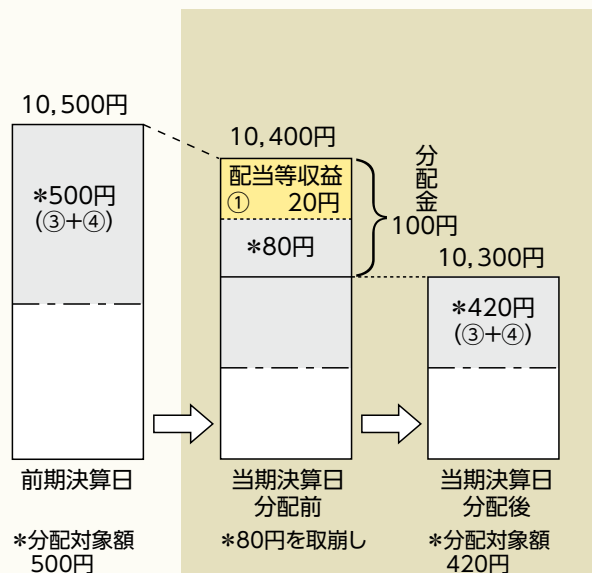 10,500円
*500円
(③+④)
前期決算日
*分配対象額
500円
10,400円
配当等収益
① 20円
*80円
分配金
100円
当期決算日
分配前
*80円を取崩し
10,300円
*420円
(③+④)
当期決算日
分配後
*分配対象額
420円